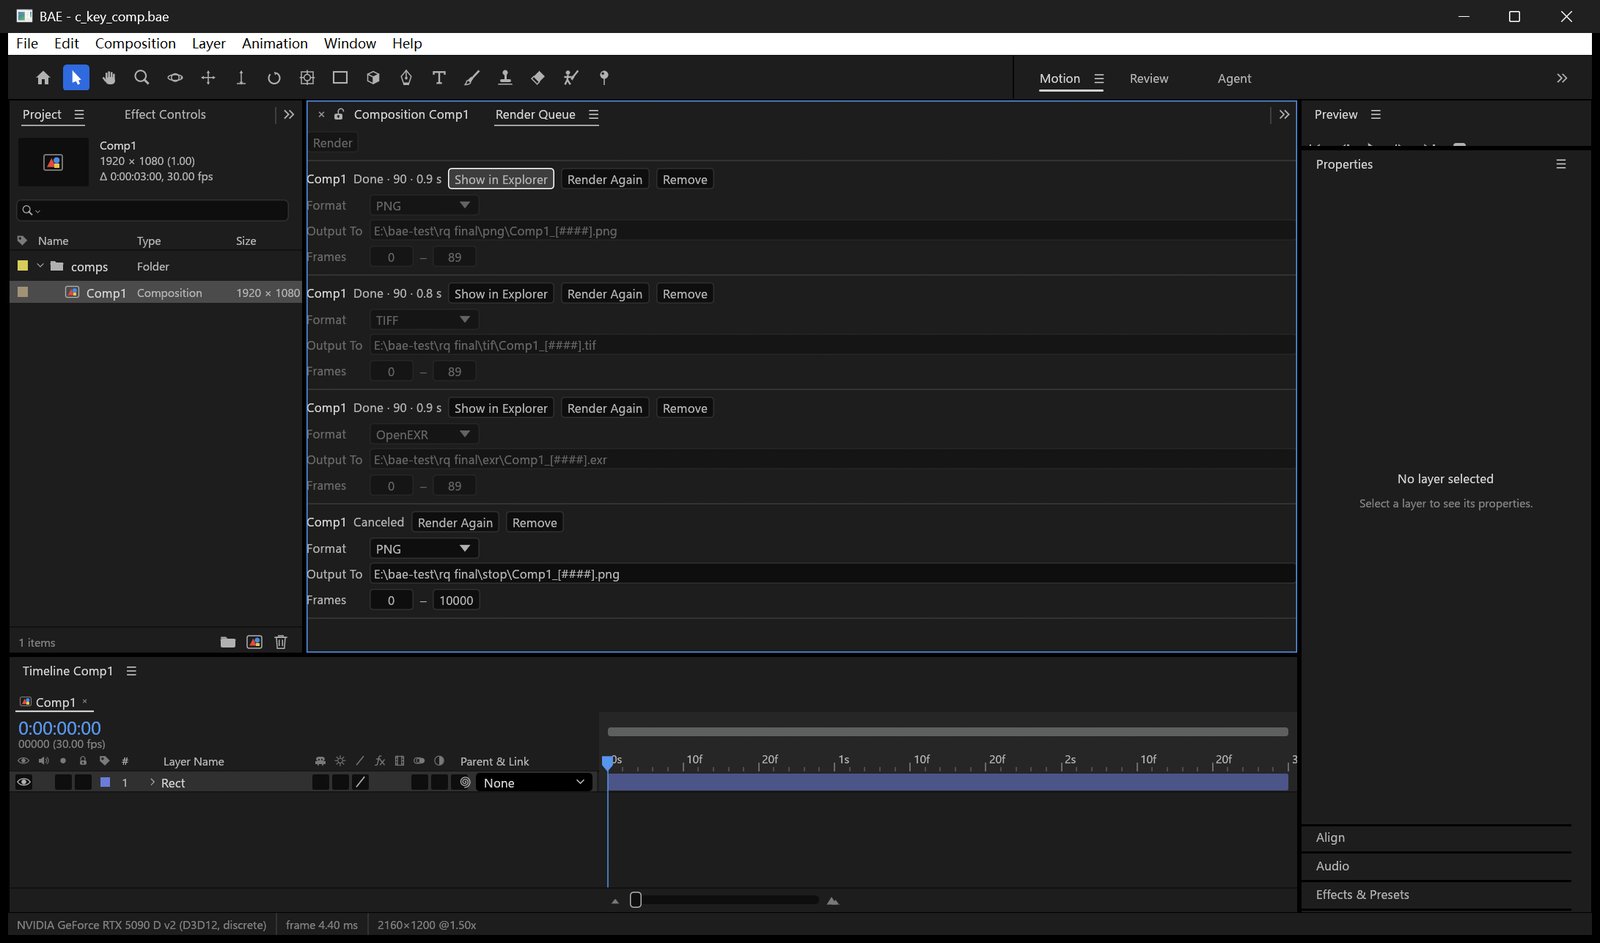 BAE - c_key_comp.bae
File Edit Composition Layer Animation Window Help
Motion Review Agent
Project Effect Controls
Comp1
1920 × 1080 (1.00)
Δ 0:00:03:00, 30.00 fps
Name Type Size
comps Folder
Comp1 Composition 1920 × 1080
1 items
Composition Comp1 Render Queue
Render
Comp1 Done · 90 · 0.9 s Show in Explorer Render Again Remove
Format PNG
Output To E:\bae-test\rq final\png\Comp1_[####].png
Frames 0 – 89
Comp1 Done · 90 · 0.8 s Show in Explorer Render Again Remove
Format TIFF
Output To E:\bae-test\rq final\tif\Comp1_[####].tif
Frames 0 – 89
Comp1 Done · 90 · 0.9 s Show in Explorer Render Again Remove
Format OpenEXR
Output To E:\bae-test\rq final\exr\Comp1_[####].exr
Frames 0 – 89
Comp1 Canceled Render Again Remove
Format PNG
Output To E:\bae-test\rq final\stop\Comp1_[####].png
Frames 0 – 10000
Preview
Properties
No layer selected
Select a layer to see its properties.
Align
Audio
Effects & Presets
Timeline Comp1
Comp1
0:00:00:00
00000 (30.00 fps)
# Layer Name fx Parent & Link
1 Rect None
0s 10f 20f 1s 10f 20f 2s 10f 20f 3
NVIDIA GeForce RTX 5090 D v2 (D3D12, discrete) frame 4.40 ms 2160×1200 @1.50x